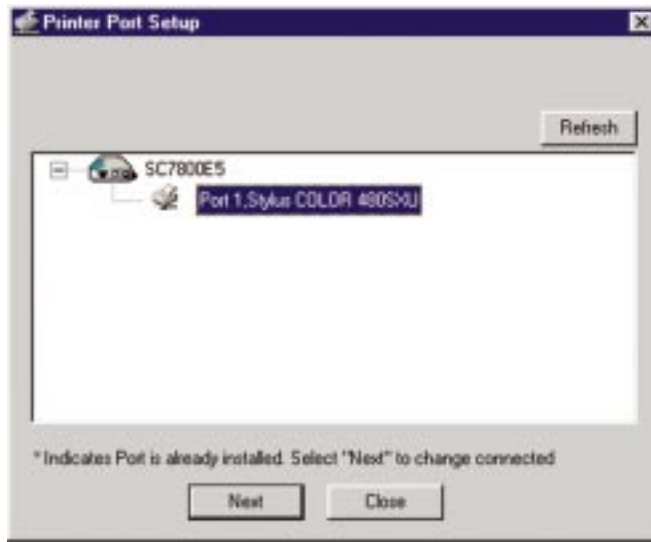 Printer Port Setup
Refresh
SC7800E5
Port 1,Stylus COLOR 480SXU
* Indicates Port is already installed. Select "Next" to change connected
Next
Close